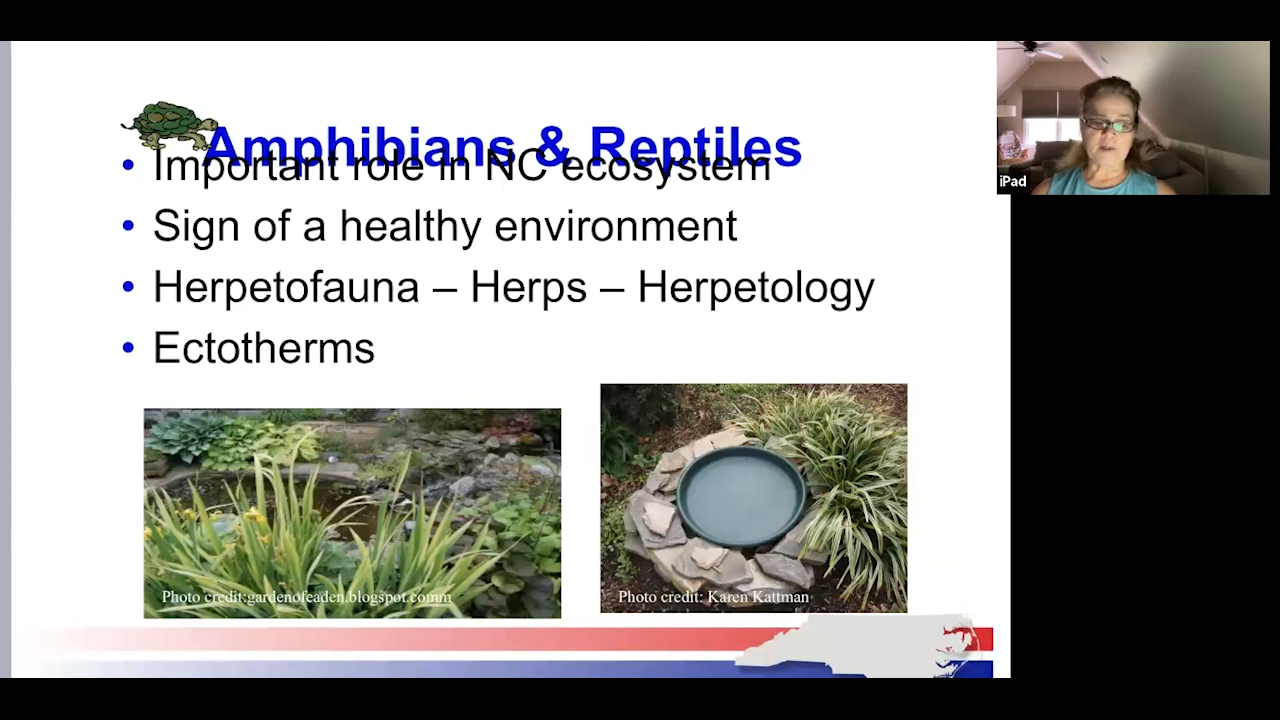 Amphibians & Reptiles
• Important role in NC ecosystem
• Sign of a healthy environment
• Herpetofauna – Herps – Herpetology
• Ectotherms
Photo credit:gardenofeaden.blogspot.comm
Photo credit: Karen Kattman
iPad